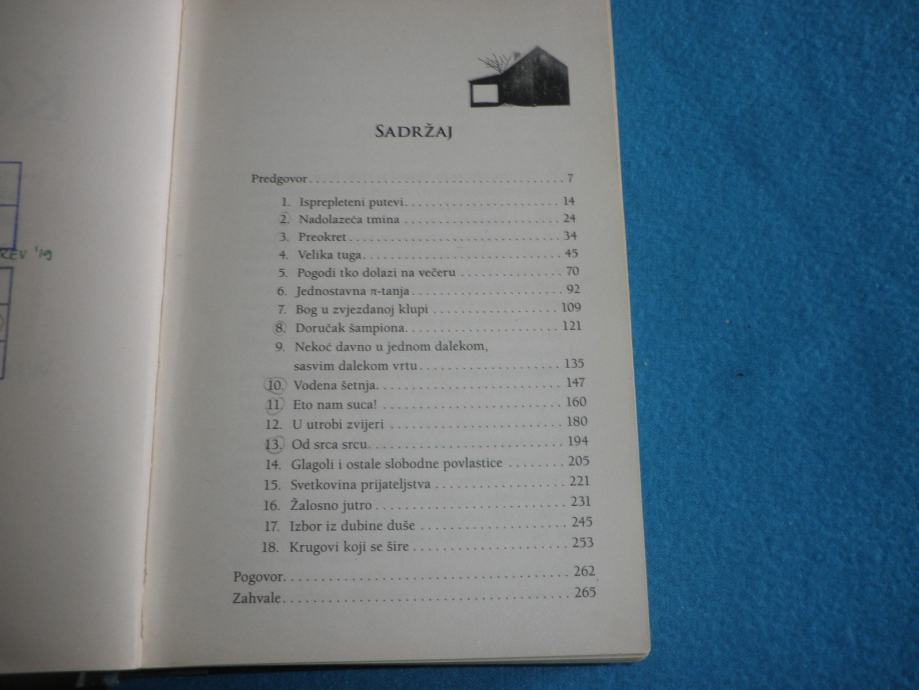 REV '19
SADRŽAJ
Predgovor 7
1. Isprepleteni putevi 14
2. Nadolazeća tmina 24
3. Preokret 34
4. Velika tuga 45
5. Pogodi tko dolazi na večeru 70
6. Jednostavna π-tanja 92
7. Bog u zvjezdanoj klupi 109
8. Doručak šampiona 121
9. Nekoć davno u jednom dalekom,
sasvim dalekom vrtu 135
10. Vodena šetnja 147
11. Eto nam suca! 160
12. U utrobi zvijeri 180
13. Od srca srcu 194
14. Glagoli i ostale slobodne povlastice 205
15. Svetkovina prijateljstva 221
16. Žalosno jutro 231
17. Izbor iz dubine duše 245
18. Krugovi koji se šire 253
Pogovor 262
Zahvale 265